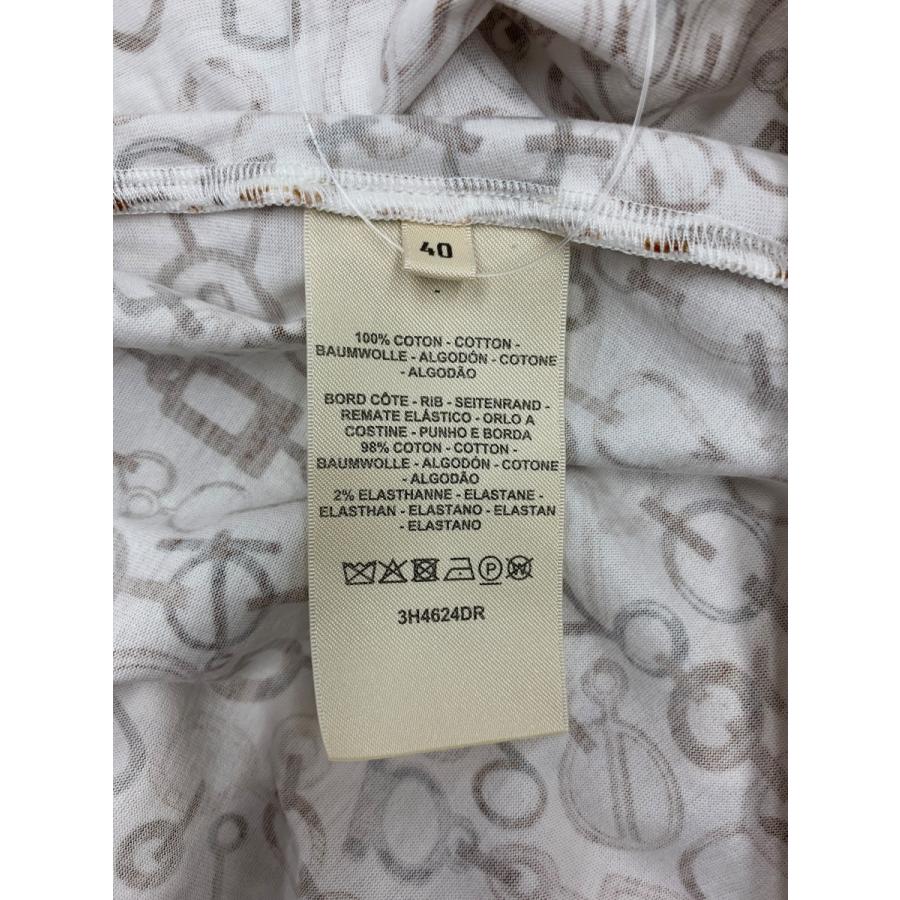 40
100% COTON - COTTON -
BAUMWOLLE - ALGODÓN - COTONE
- ALGODÃO
BORD CÔTE - RIB - SEITENRAND -
REMATE ELÁSTICO - ORLO A
COSTINE - PUNHO E BORDA
98% COTON - COTTON -
BAUMWOLLE - ALGODÓN - COTONE
- ALGODÃO
2% ELASTHANNE - ELASTANE -
ELASTHAN - ELASTANO - ELASTAN
- ELASTANO
P W
3H4624DR